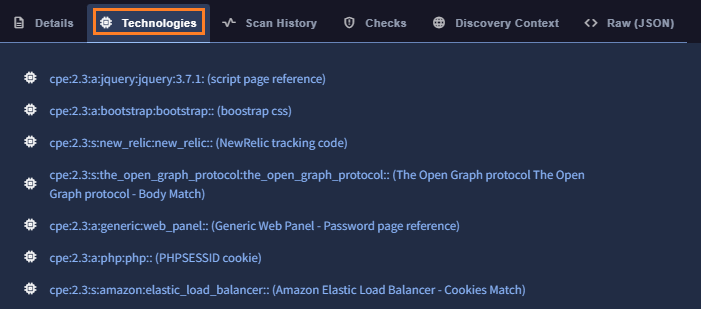 Details Technologies Scan History Checks Discovery Context Raw (JSON)
cpe:2.3:a:jquery:jquery:3.7.1: (script page reference)
cpe:2.3:a:bootstrap:bootstrap:: (boostrap css)
cpe:2.3:s:new_relic:new_relic:: (NewRelic tracking code)
cpe:2.3:s:the_open_graph_protocol:the_open_graph_protocol:: (The Open Graph protocol The Open
Graph protocol - Body Match)
cpe:2.3:a:generic:web_panel:: (Generic Web Panel - Password page reference)
cpe:2.3:a:php:php:: (PHPSESSID cookie)
cpe:2.3:s:amazon:elastic_load_balancer:: (Amazon Elastic Load Balancer - Cookies Match)